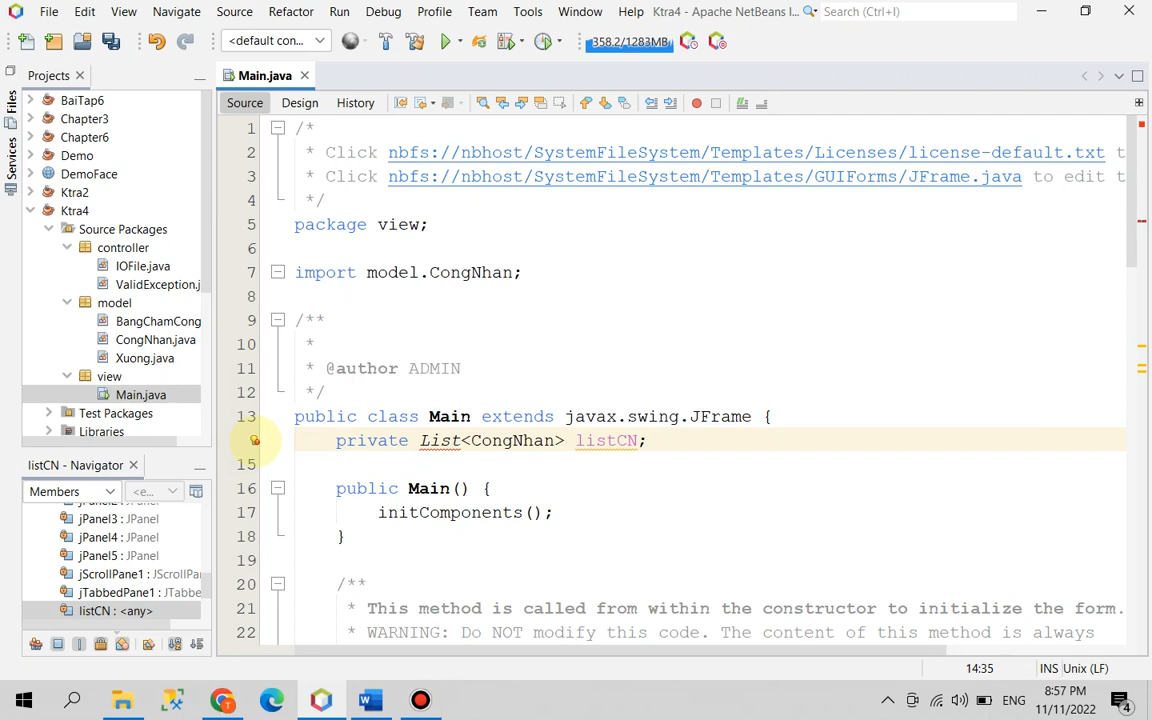 File Edit View Navigate Source Refactor Run Debug Profile Team Tools Window Help Ktra4 - Apache NetBeans I... Search (Ctrl+I)
<default con... 358.2/1283MB
Projects Main.java
Source Design History
Files
Services
BaiTap6
Chapter3
Chapter6
Demo
DemoFace
Ktra2
Ktra4
Source Packages
controller
IOFile.java
ValidException.j
model
BangChamCong
CongNhan.java
Xuong.java
view
Main.java
Test Packages
Libraries
listCN - Navigator
Members <e...
jPanel3 : JPanel
jPanel4 : JPanel
jPanel5 : JPanel
jScrollPane1 : JScrollPa
jTabbedPane1 : JTabbe
listCN : <any>
1 /*
2 * Click nbfs://nbhost/SystemFileSystem/Templates/Licenses/license-default.txt t
3 * Click nbfs://nbhost/SystemFileSystem/Templates/GUIForms/JFrame.java to edit t
4 */
5 package view;
6
7 import model.CongNhan;
8
9 /**
10 *
11 * @author ADMIN
12 */
13 public class Main extends javax.swing.JFrame {
private List<CongNhan> listCN;
15
16 public Main() {
17 initComponents();
18 }
19
20 /**
21 * This method is called from within the constructor to initialize the form.
22 * WARNING: Do NOT modify this code. The content of this method is always
14:35 INS Unix (LF)
ENG 8:57 PM
11/11/2022 4